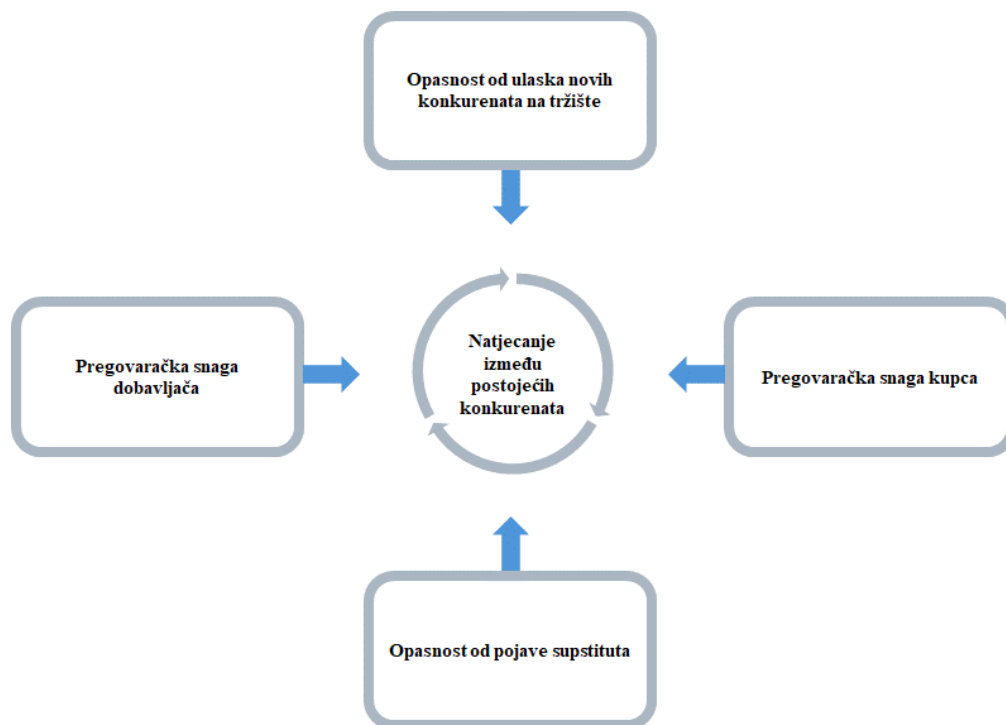 Opasnost od ulaska novih
konkurenata na tržište
Pregovaračka snaga
dobavljača
Natjecanje
između
postojećih
konkurenata
Pregovaračka snaga kupca
Opasnost od pojave supstituta